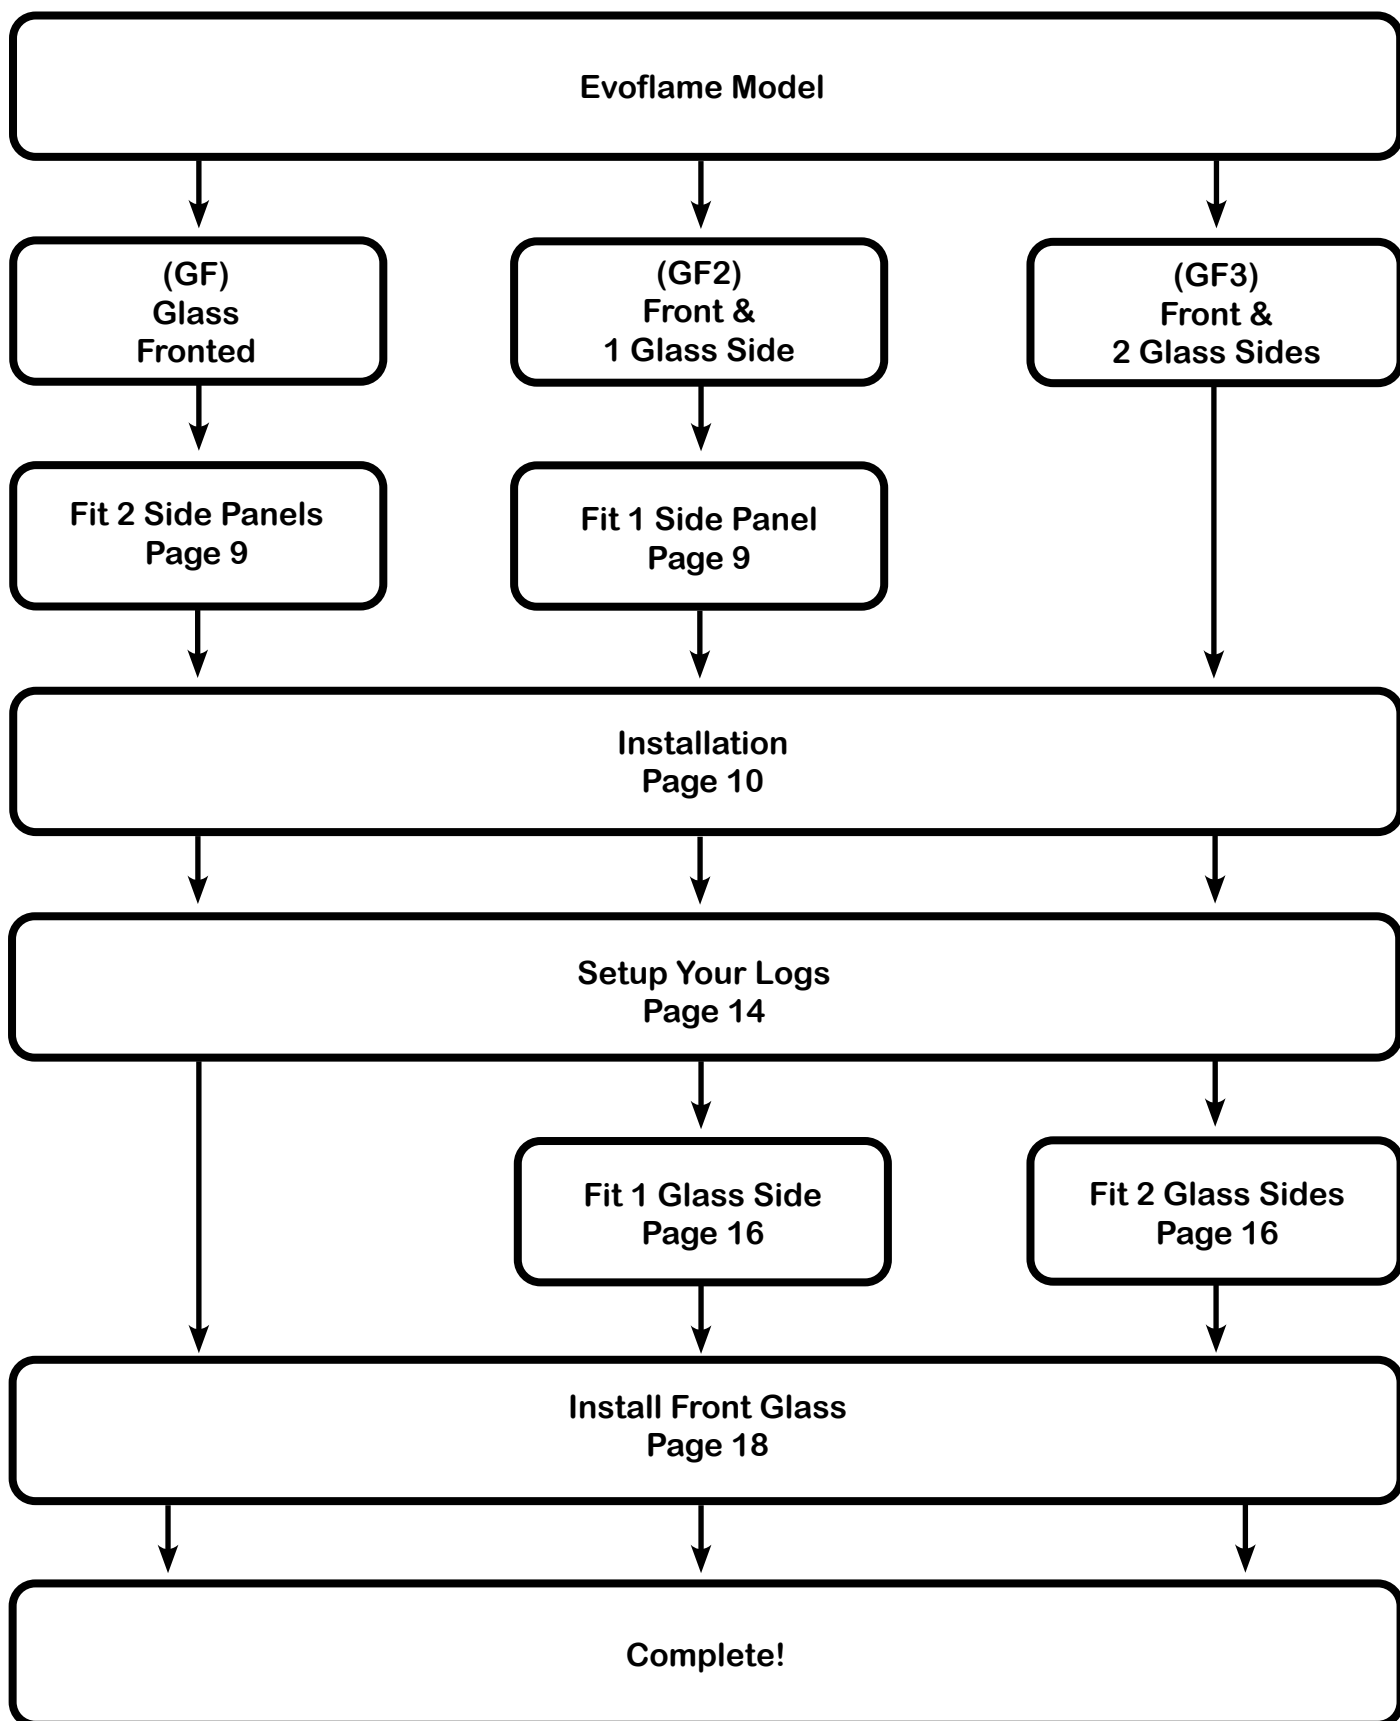 Evoflame Model
(GF)
Glass
Fronted
(GF2)
Front &
1 Glass Side
(GF3)
Front &
2 Glass Sides
Fit 2 Side Panels
Page 9
Fit 1 Side Panel
Page 9
Installation
Page 10
Setup Your Logs
Page 14
Fit 1 Glass Side
Page 16
Fit 2 Glass Sides
Page 16
Install Front Glass
Page 18
Complete!